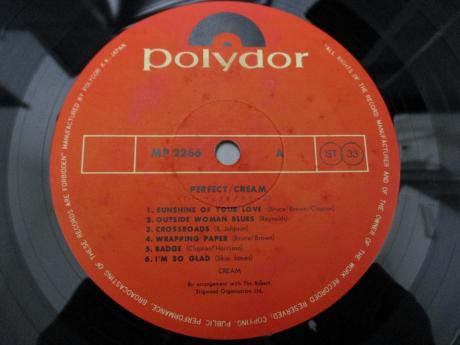 polydor
MP 2266 A ST 33
PERFECT/CREAM
1. SUNSHINE OF YOUR LOVE (Bruce/Brown/Clapton)
2. OUTSIDE WOMAN BLUES (Reynolds)
3. CROSSROADS (R. Johnson)
4. WRAPPING PAPER (Bruce/Brown)
5. BADGE (Clapton/Harrison)
6. I'M SO GLAD (Skip James)
CREAM
By arrangement with The Robert
Stigwood Organisation Ltd.,
"ALL RIGHTS OF THE RECORD MANUFACTURER AND OF THE OWNER OF THE WORK RECORDED RESERVED, COPYING, PUBLIC PERFORMANCE, BROADCASTING OF THESE RECORDS ARE FORBIDDEN" MANUFACTURED BY POLYDOR K.K. JAPAN